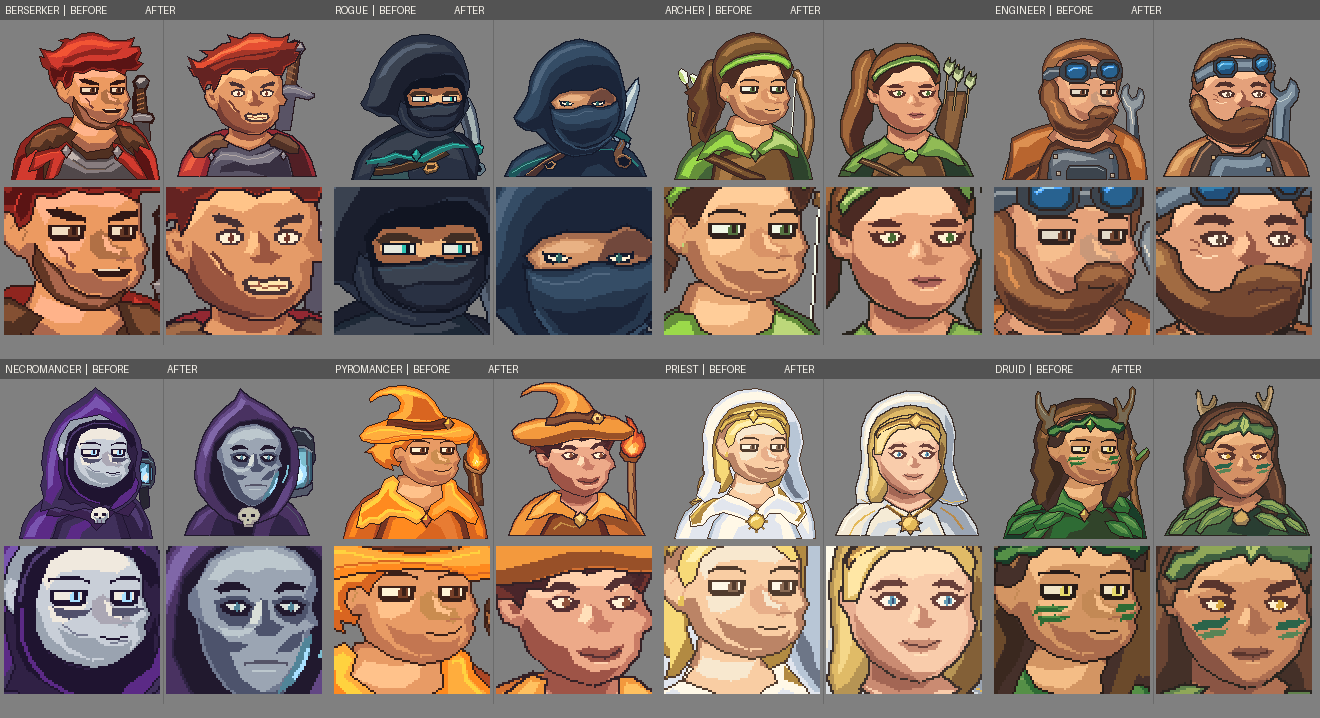 BERSERKER | BEFORE AFTER ROGUE | BEFORE AFTER ARCHER | BEFORE AFTER ENGINEER | BEFORE AFTER
NECROMANCER | BEFORE AFTER PYROMANCER | BEFORE AFTER PRIEST | BEFORE AFTER DRUID | BEFORE AFTER